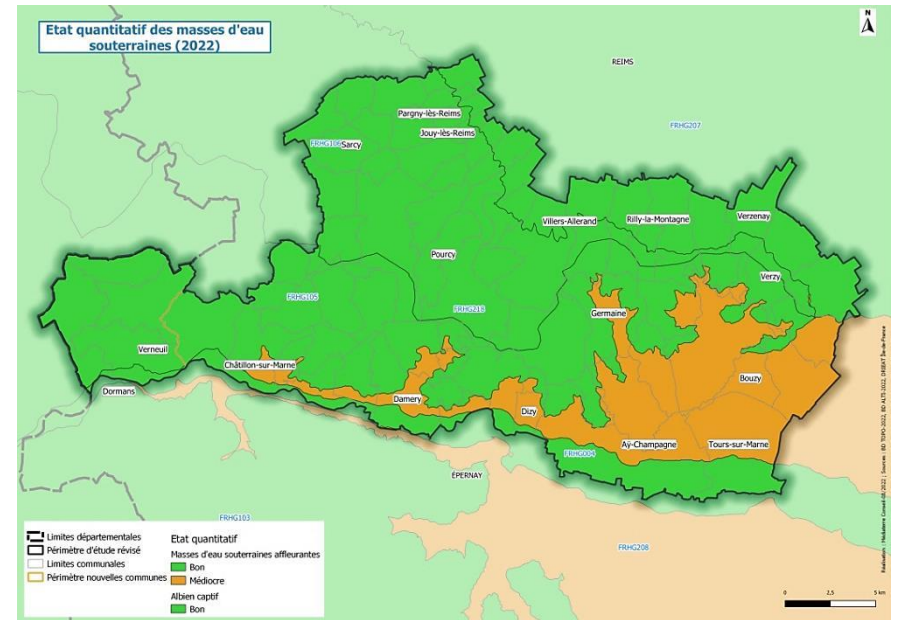 Etat quantitatif des masses d'eau
souterraines (2022)
N
REIMS
Pargny-lès-Reims
FRHG207
Jouy-lès-Reims
FRHG106
Sarcy
Villers-Allerand
Rilly-la-Montagne
Verzenay
Pourcy
Verzy
FRHG105
FRHG218
Germaine
Verneuil
Châtillon-sur-Marne
Bouzy
Dormans
Damery
Dizy
Aÿ-Champagne
Tours-sur-Marne
FRHG004
ÉPERNAY
FRHG103
FRHG208
Limites départementales
Périmètre d'étude révisé
Limites communales
Périmètre nouvelles communes
Etat quantitatif
Masses d'eau souterraines affleurantes
Bon
Médiocre
Albien captif
Bon
0 2,5 5 km